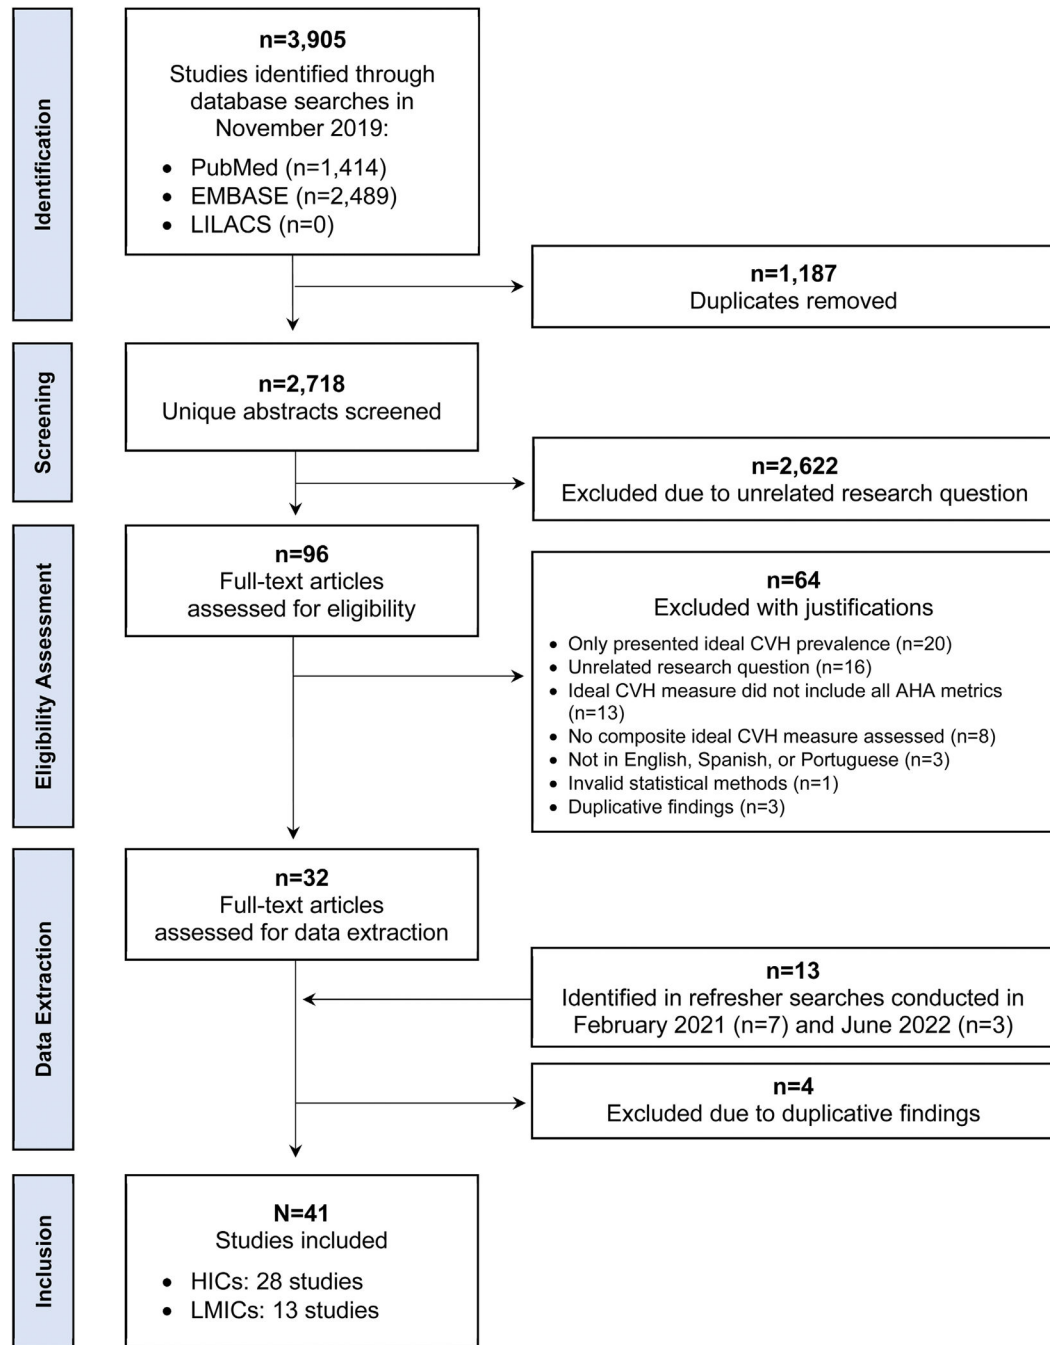 Identification
n=3,905
Studies identified through
database searches in
November 2019:
• PubMed (n=1,414)
• EMBASE (n=2,489)
• LILACS (n=0)
n=1,187
Duplicates removed
Screening
n=2,718
Unique abstracts screened
n=2,622
Excluded due to unrelated research question
Eligibility Assessment
n=96
Full-text articles
assessed for eligibility
n=64
Excluded with justifications
• Only presented ideal CVH prevalence (n=20)
• Unrelated research question (n=16)
• Ideal CVH measure did not include all AHA metrics
(n=13)
• No composite ideal CVH measure assessed (n=8)
• Not in English, Spanish, or Portuguese (n=3)
• Invalid statistical methods (n=1)
• Duplicative findings (n=3)
Data Extraction
n=32
Full-text articles
assessed for data extraction
n=13
Identified in refresher searches conducted in
February 2021 (n=7) and June 2022 (n=3)
n=4
Excluded due to duplicative findings
Inclusion
N=41
Studies included
• HICs: 28 studies
• LMICs: 13 studies